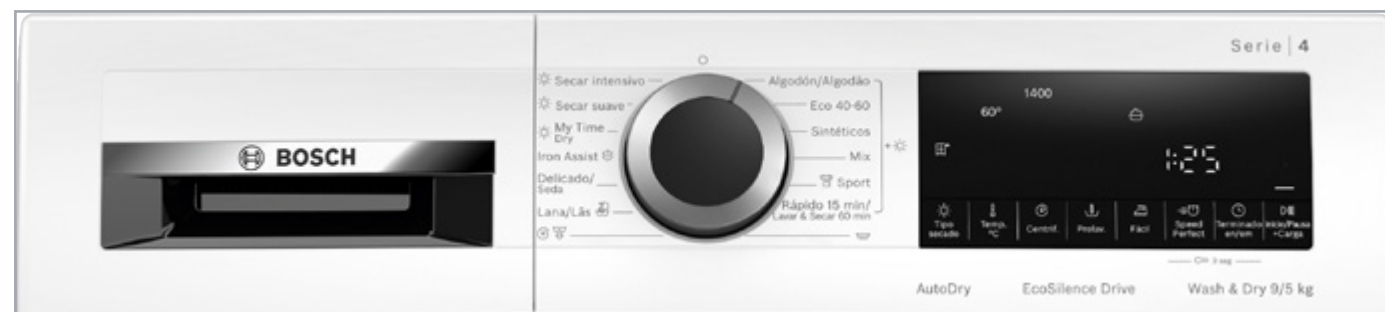 Serie | 4
BOSCH
Secar intensivo
Secar suave
My Time
Dry
Iron Assist
Delicado/
Seda
Lana/Lãs
Algodón/Algodão
Eco 40-60
Sintéticos
Mix
Sport
Rápido 15 min/
Lavar & Secar 60 min
1400
60°
1:25
Tipo
secado
Temp.
°C
Centrif.
Prelav.
Fácil
Speed
Perfect
Terminado
en/em
Inicio/Pausa
+Carga
3 seg
AutoDry
EcoSilence Drive
Wash & Dry 9/5 kg